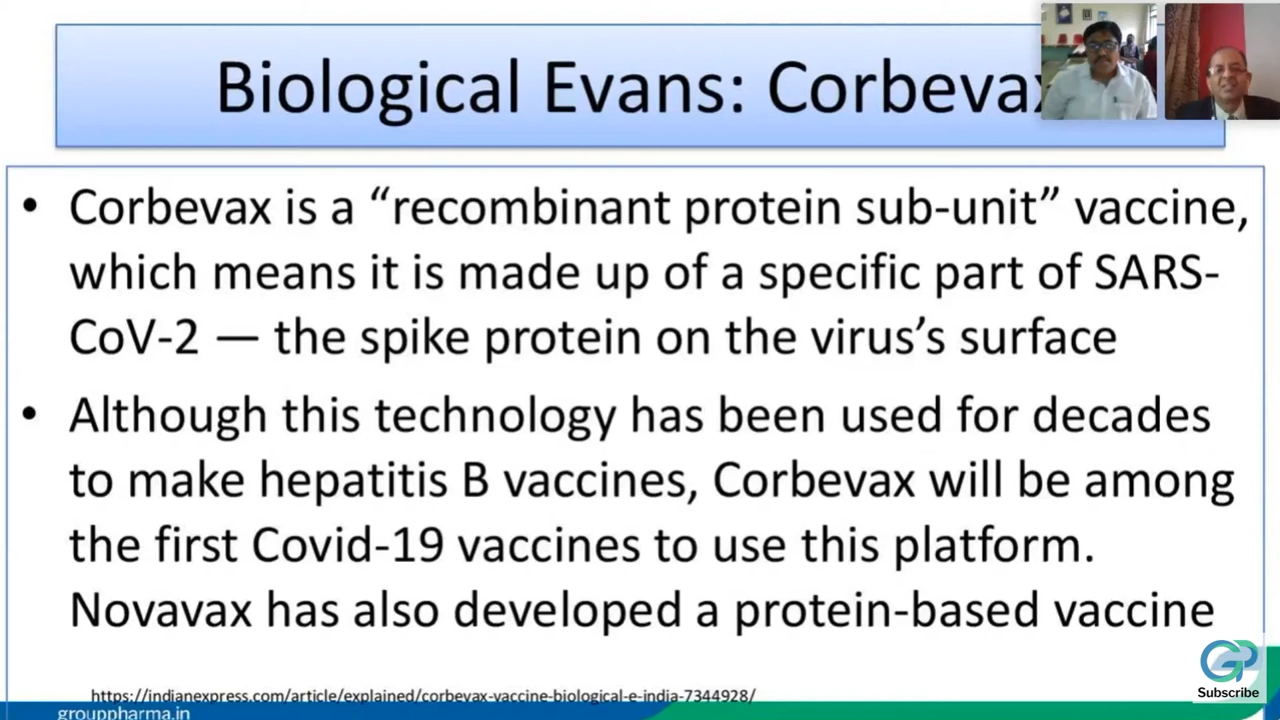 Biological Evans: Corbevax
• Corbevax is a “recombinant protein sub-unit” vaccine,
which means it is made up of a specific part of SARS-
CoV-2 — the spike protein on the virus’s surface
• Although this technology has been used for decades
to make hepatitis B vaccines, Corbevax will be among
the first Covid-19 vaccines to use this platform.
Novavax has also developed a protein-based vaccine
https://indianexpress.com/article/explained/corbevax-vaccine-biological-e-india-7344928/
grouppharma.in
GP
Subscribe